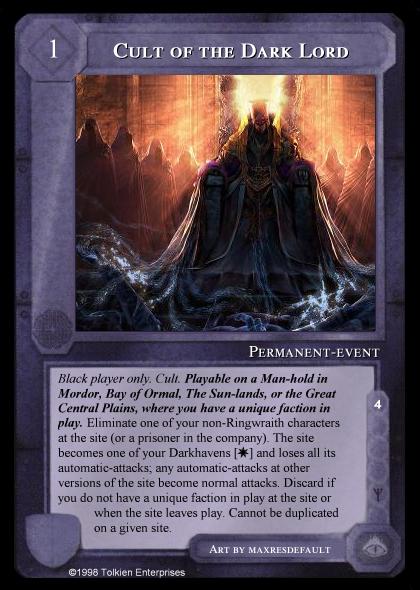 1
Cult of the Dark Lord
Permanent-event
Black player only. Cult. Playable on a Man-hold in
Mordor, Bay of Ormal, The Sun-lands, or the Great
Central Plains, where you have a unique faction in
play. Eliminate one of your non-Ringwraith characters
at the site (or a prisoner in the company). The site
becomes one of your Darkhavens [✷] and loses all its
automatic-attacks; any automatic-attacks at other
versions of the site become normal attacks. Discard if
you do not have a unique faction in play at the site or
when the site leaves play. Cannot be duplicated
on a given site.
4
Art by maxresdefault
©1998 Tolkien Enterprises